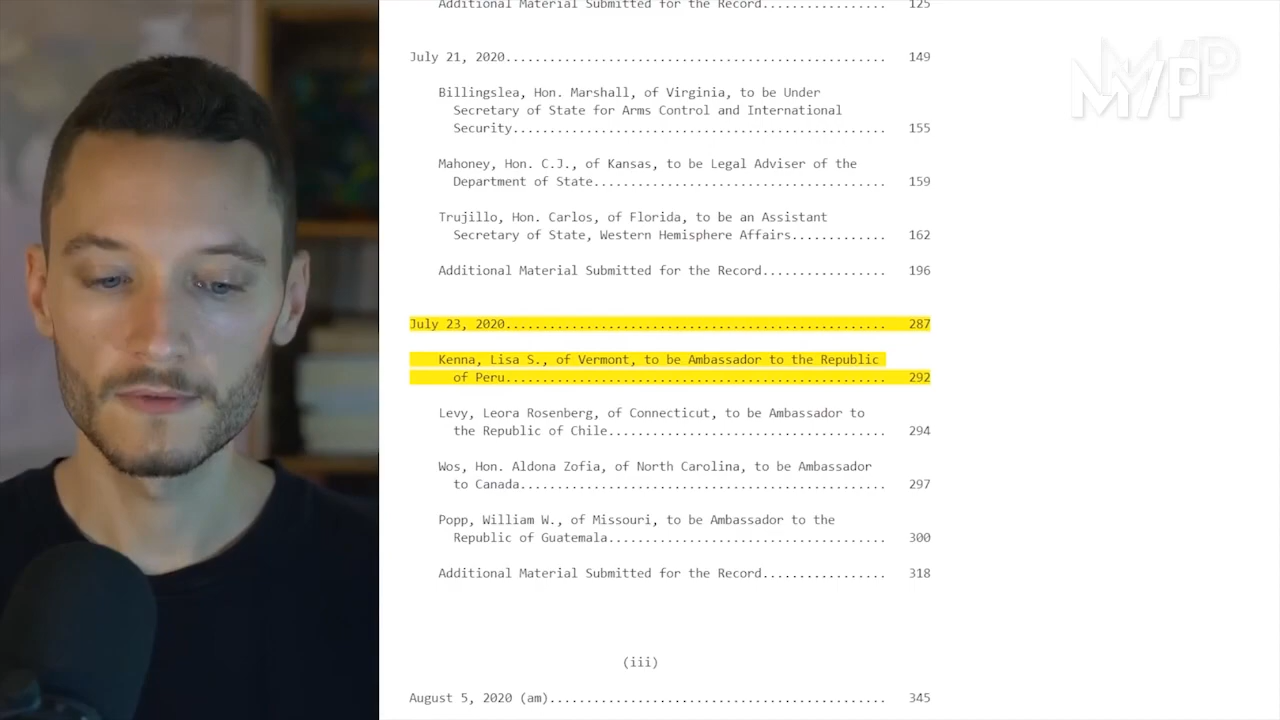 Additional Material Submitted for the Record................. 125
July 21, 2020.................................................... 149
Billingslea, Hon. Marshall, of Virginia, to be Under
Secretary of State for Arms Control and International
Security................................................... 155
Mahoney, Hon. C.J., of Kansas, to be Legal Adviser of the
Department of State........................................ 159
Trujillo, Hon. Carlos, of Florida, to be an Assistant
Secretary of State, Western Hemisphere Affairs............. 162
Additional Material Submitted for the Record................. 196
July 23, 2020.................................................... 287
Kenna, Lisa S., of Vermont, to be Ambassador to the Republic
of Peru.................................................... 292
Levy, Leora Rosenberg, of Connecticut, to be Ambassador to
the Republic of Chile...................................... 294
Wos, Hon. Aldona Zofia, of North Carolina, to be Ambassador
to Canada.................................................. 297
Popp, William W., of Missouri, to be Ambassador to the
Republic of Guatemala...................................... 300
Additional Material Submitted for the Record................. 318
(iii)
August 5, 2020 (am).............................................. 345